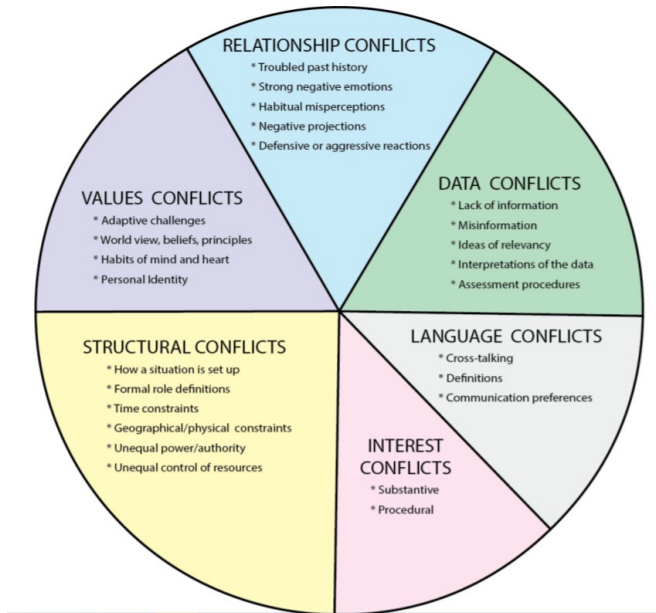 RELATIONSHIP CONFLICTS
* Troubled past history
* Strong negative emotions
* Habitual misperceptions
* Negative projections
* Defensive or aggressive reactions
DATA CONFLICTS
* Lack of information
* Misinformation
* Ideas of relevancy
* Interpretations of the data
* Assessment procedures
LANGUAGE CONFLICTS
* Cross-talking
* Definitions
* Communication preferences
INTEREST
CONFLICTS
* Substantive
* Procedural
STRUCTURAL CONFLICTS
* How a situation is set up
* Formal role definitions
* Time constraints
* Geographical/physical constraints
* Unequal power/authority
* Unequal control of resources
VALUES CONFLICTS
* Adaptive challenges
* World view, beliefs, principles
* Habits of mind and heart
* Personal Identity